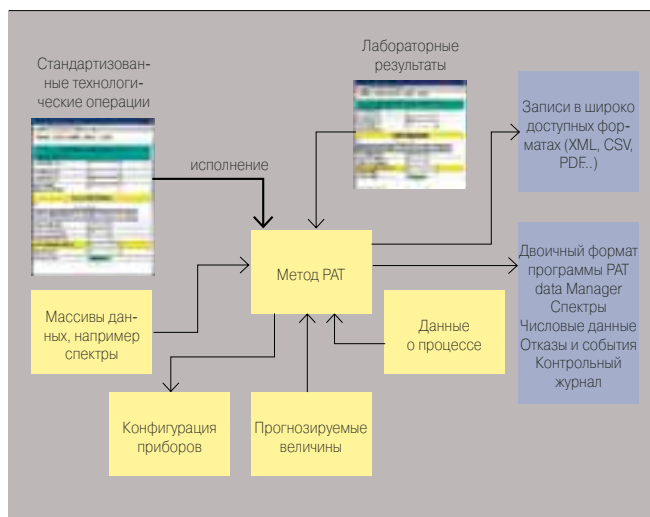 Стандартизован-
ные технологи-
ческие операции
Лабораторные
результаты
исполнение
Записи в широко
доступных фор-
матах (XML, CSV,
PDF..)
Метод PAT
Двоичный формат
программы PAT
data Manager
Спектры
Числовые данные
Отказы и события
Контрольный
журнал
Массивы дан-
ных, например
спектры
Данные
о процессе
Конфигурация
приборов
Прогнозируемые
величины